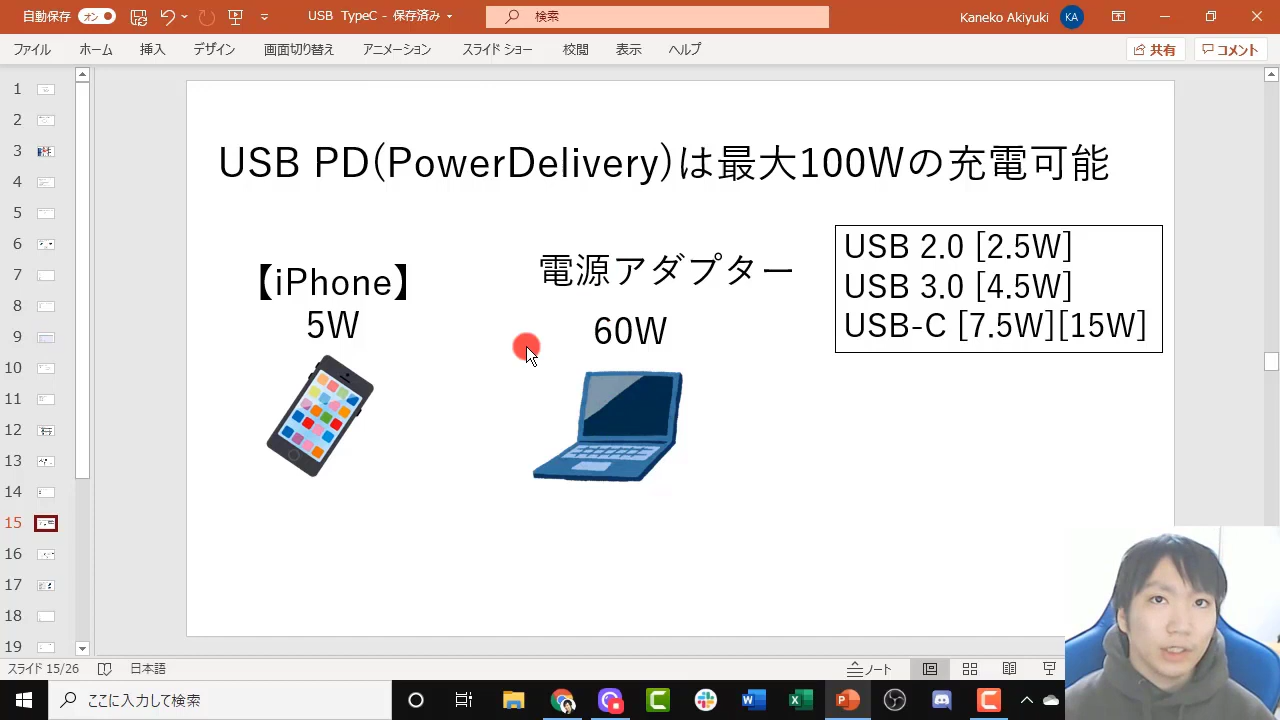 自動保存 オン USB TypeC - 保存済み 検索 Kaneko Akiyuki KA
ファイル ホーム 挿入 デザイン 画面切り替え アニメーション スライド ショー 校閲 表示 ヘルプ 共有 コメント
1
2
3
4
5
6
7
8
9
10
11
12
13
14
15
16
17
18
19
USB PD(PowerDelivery)は最大100Wの充電可能
【iPhone】
5W
電源アダプター
60W
USB 2.0 [2.5W]
USB 3.0 [4.5W]
USB-C [7.5W][15W]
スライド 15/26 日本語 ノート
ここに入力して検索